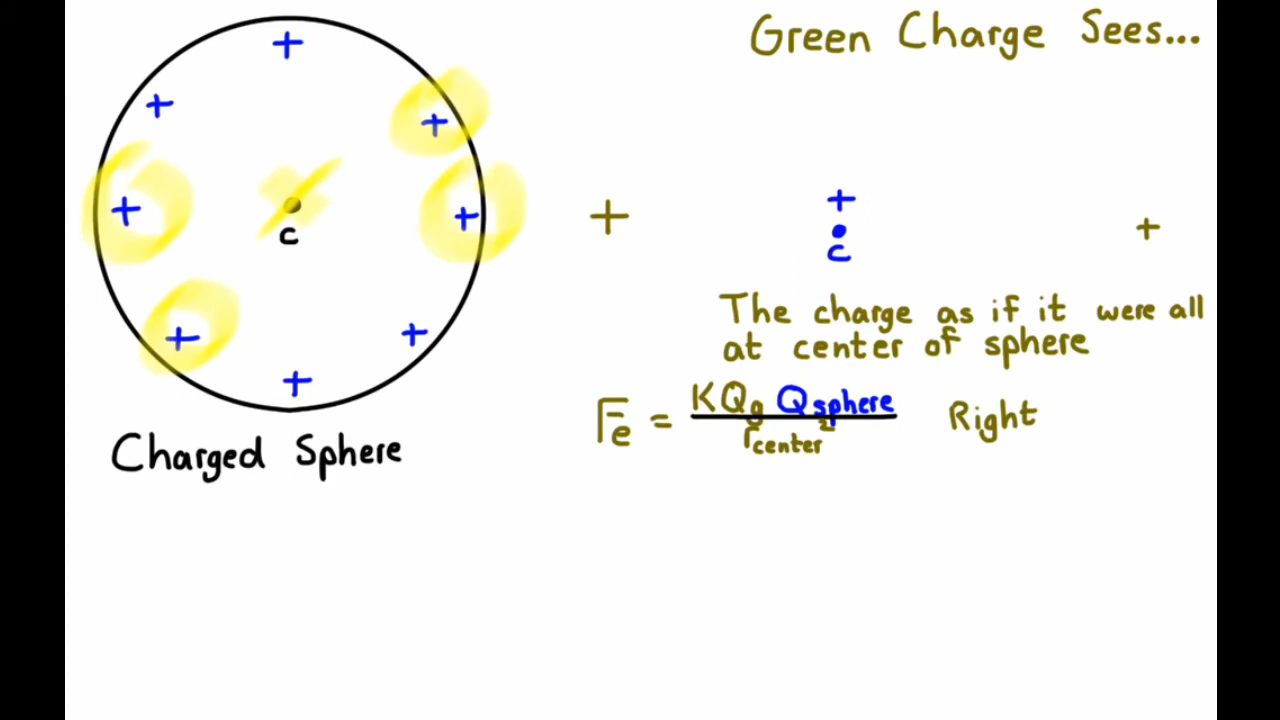 Green Charge Sees...
+
+
+
+
+
+
+
+
C
Charged Sphere
+
+
C
+
The charge as if it were all
at center of sphere
Fe = KQg Qsphere
rcenter²
Right